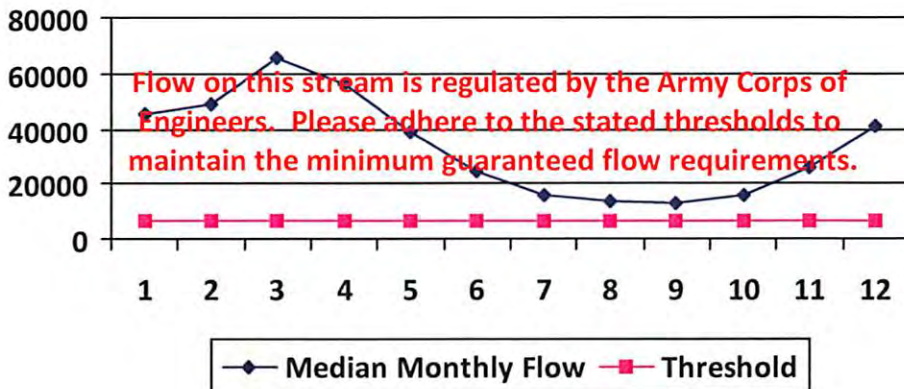 80000
60000
40000
20000
0
Flow on this stream is regulated by the Army Corps of
Engineers. Please adhere to the stated thresholds to
maintain the minimum guaranteed flow requirements.
1 2 3 4 5 6 7 8 9 10 11 12
Median Monthly Flow Threshold